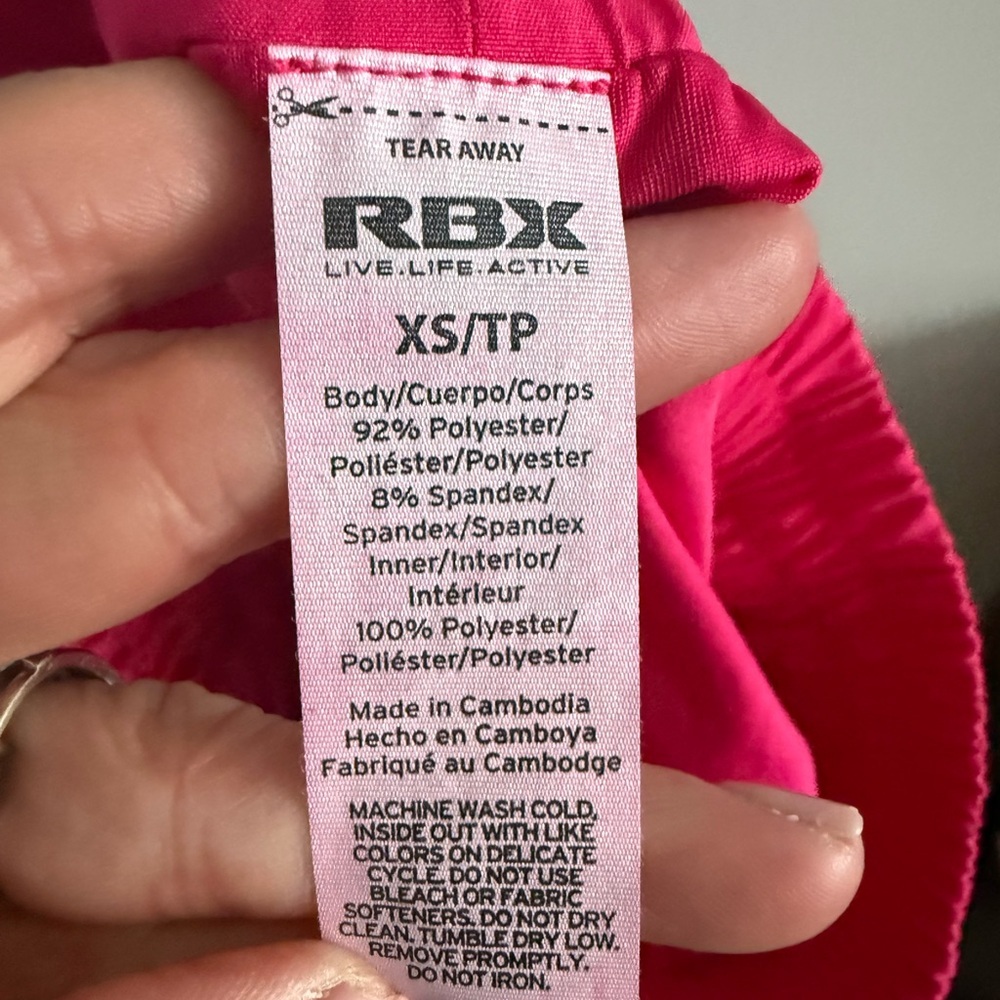 TEAR AWAY
RBX
LIVE.LIFE.ACTIVE
XS/TP
Body/Cuerpo/Corps
92% Polyester/
Poliéster/Polyester
8% Spandex/
Spandex/Spandex
Inner/Interior/
Intérieur
100% Polyester/
Poliéster/Polyester
Made in Cambodia
Hecho en Camboya
Fabriqué au Cambodge
MACHINE WASH COLD,
INSIDE OUT WITH LIKE
COLORS ON DELICATE
CYCLE. DO NOT USE
BLEACH OR FABRIC
SOFTENERS. DO NOT DRY
CLEAN. TUMBLE DRY LOW.
REMOVE PROMPTLY.
DO NOT IRON.